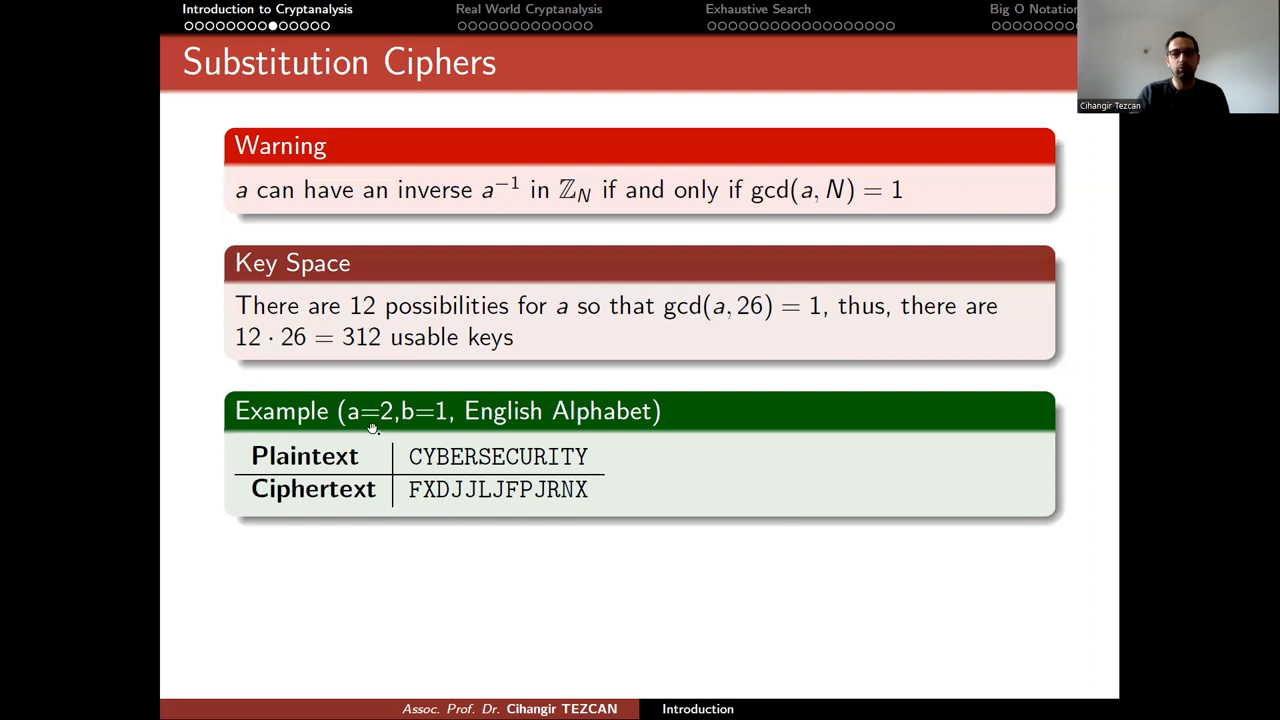 Introduction to Cryptanalysis Real World Cryptanalysis Exhaustive Search Big O Notation
Substitution Ciphers
Cihangir Tezcan
Warning
a can have an inverse a⁻¹ in ℤ_N if and only if gcd(a, N) = 1
Key Space
There are 12 possibilities for a so that gcd(a, 26) = 1, thus, there are
12 · 26 = 312 usable keys
Example (a=2,b=1, English Alphabet)
Plaintext CYBERSECURITY
Ciphertext FXDJJLJFPJRNX
Assoc. Prof. Dr. Cihangir TEZCAN Introduction